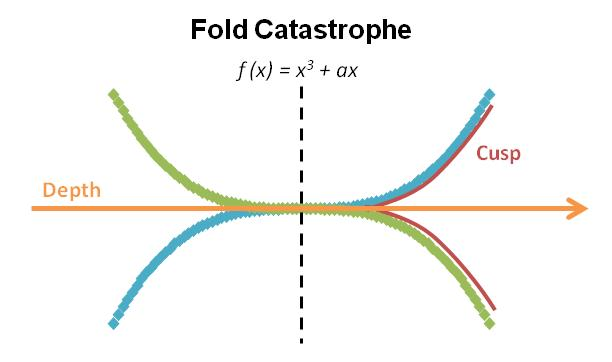 Fold Catastrophe
f (x) = x³ + ax
Cusp
Depth